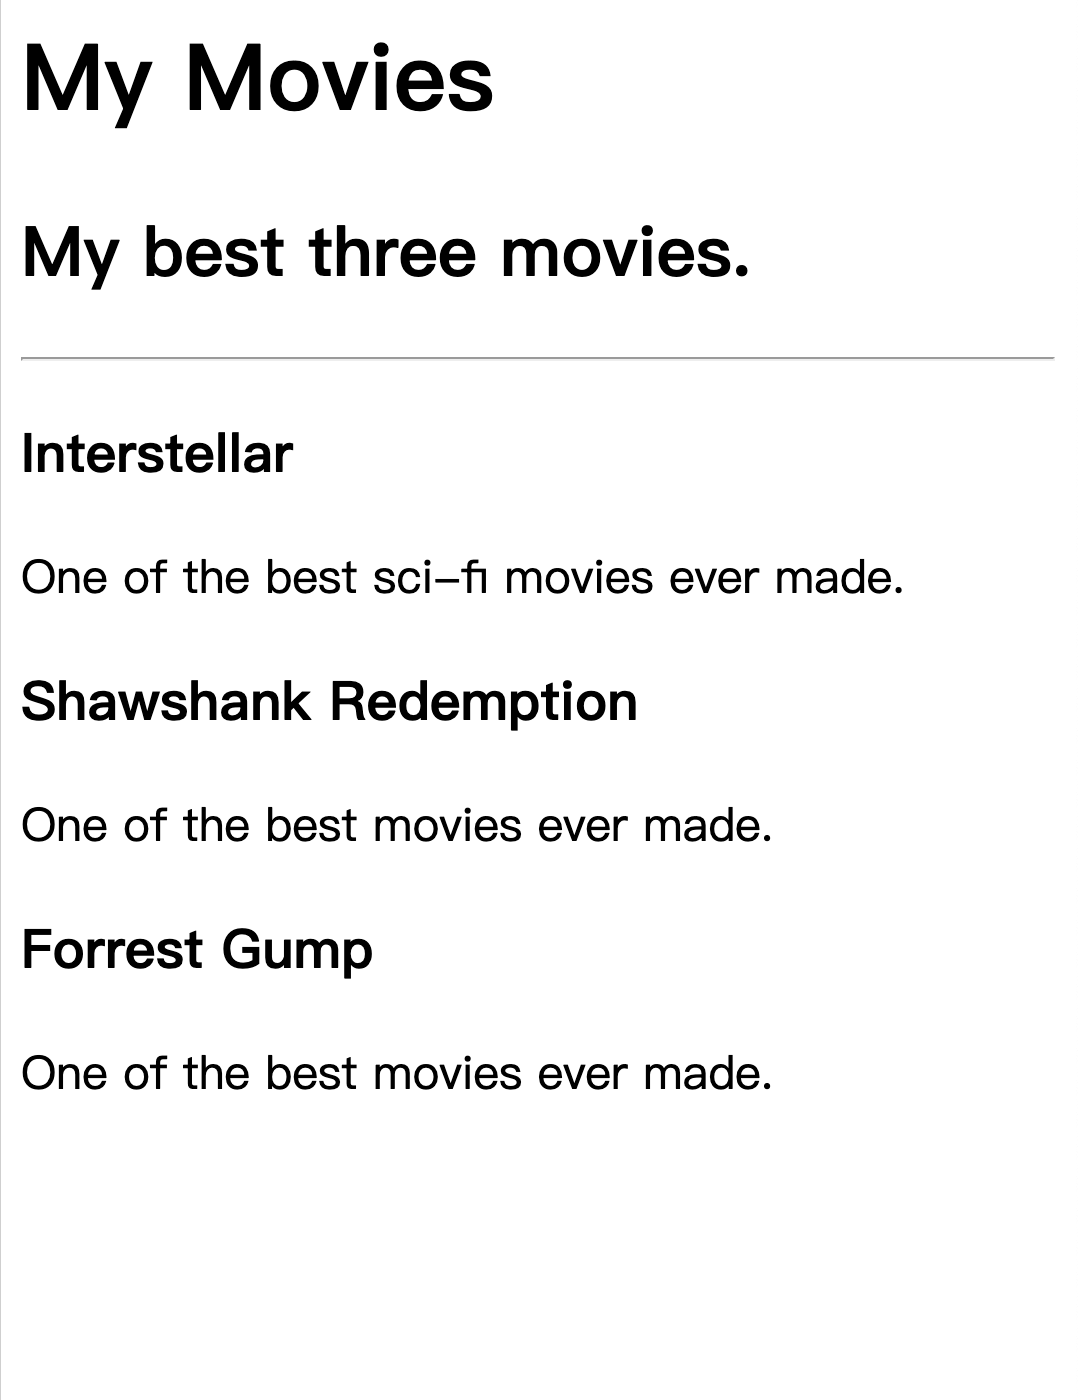 My Movies
My best three movies.
Interstellar
One of the best sci-fi movies ever made.
Shawshank Redemption
One of the best movies ever made.
Forrest Gump
One of the best movies ever made.